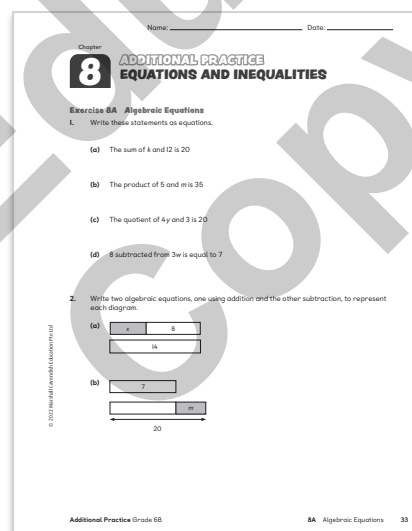 Name: Date:
Chapter
8
ADDITIONAL PRACTICE
EQUATIONS AND INEQUALITIES
Exercise 8A Algebraic Equations
1. Write these statements as equations.
(a) The sum of k and 12 is 20
(b) The product of 5 and m is 35
(c) The quotient of 4y and 3 is 20
(d) 8 subtracted from 3w is equal to 7
2. Write two algebraic equations, one using addition and the other subtraction, to represent
each diagram.
(a) x 8
14
(b) 7
m
20
© 2022 Marshall Cavendish Education Pte Ltd
Additional Practice Grade 6B 8A Algebraic Equations 33
Copy